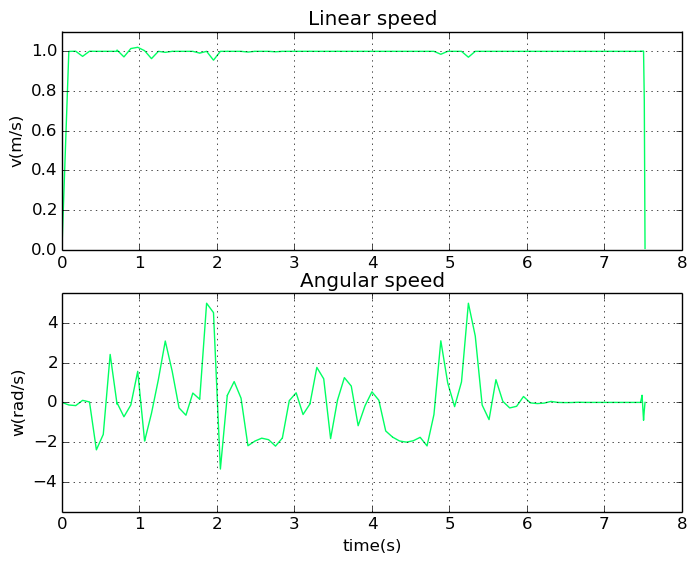 Linear speed
v(m/s)
1.0
0.8
0.6
0.4
0.2
0.0
0 1 2 3 4 5 6 7 8
Angular speed
w(rad/s)
4
2
0
−2
−4
0 1 2 3 4 5 6 7 8
time(s)